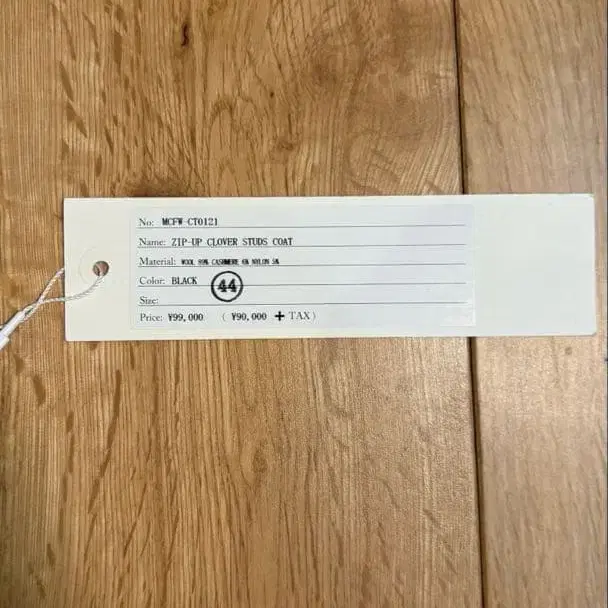 No: MCFW-CT0121
Name: ZIP-UP CLOVER STUDS COAT
Material: WOOL 89% CASHMERE 6% NYLON 5%
Color: BLACK
44
Size:
Price: ¥99,000 ( ¥90,000 + TAX )